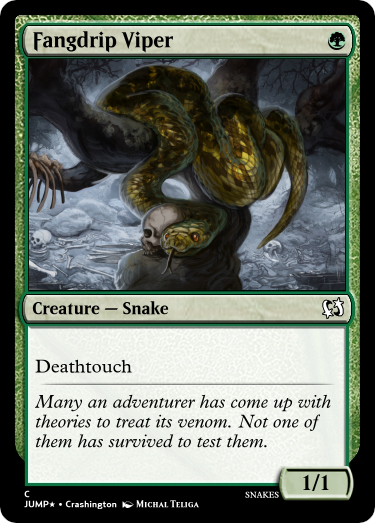 Fangdrip Viper
Creature — Snake
Deathtouch
Many an adventurer has come up with
theories to treat its venom. Not one of
them has survived to test them.
1/1
C
SNAKES
JUMP★ • Crashington Michal Teliga